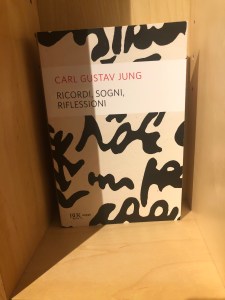 CARL GUSTAV JUNG
RICORDI, SOGNI,
RIFLESSIONI
BUR